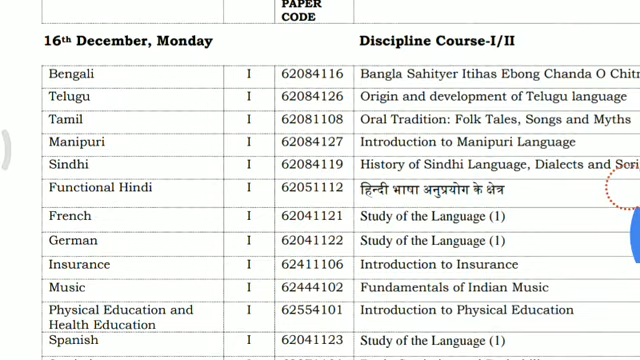 PAPER
CODE
16th December, Monday Discipline Course-I/II
Bengali I 62084116 Bangla Sahityer Itihas Ebong Chanda O
Telugu I 62084126 Origin and development of Telugu language
Tamil I 62081108 Oral Tradition: Folk Tales, Songs and Myths
Manipuri I 62084127 Introduction to Manipuri Language
Sindhi I 62084119 History of Sindhi Language, Dialects and
Functional Hindi I 62051112 हिन्दी भाषा अनुप्रयोग के क्षेत्र
French I 62041121 Study of the Language (1)
German I 62041122 Study of the Language (1)
Insurance I 62411106 Introduction to Insurance
Music I 62444102 Fundamentals of Indian Music
Physical Education and I 62554101 Introduction to Physical Education
Health Education
Spanish I 62041123 Study of the Language (1)